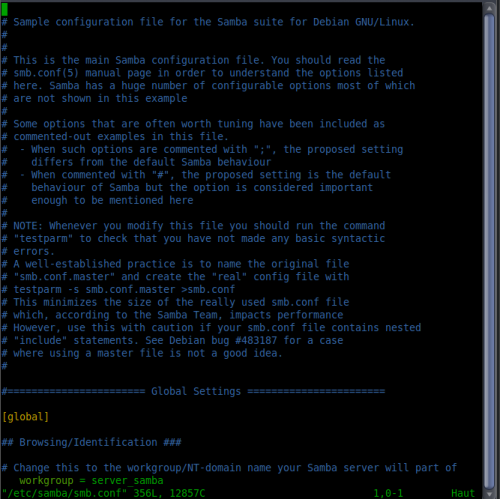 #
# Sample configuration file for the Samba suite for Debian GNU/Linux.
#
#
# This is the main Samba configuration file. You should read the
# smb.conf(5) manual page in order to understand the options listed
# here. Samba has a huge number of configurable options most of which
# are not shown in this example
#
# Some options that are often worth tuning have been included as
# commented-out examples in this file.
#  - When such options are commented with ";", the proposed setting
#    differs from the default Samba behaviour
#  - When commented with "#", the proposed setting is the default
#    behaviour of Samba but the option is considered important
#    enough to be mentioned here
#
# NOTE: Whenever you modify this file you should run the command
# "testparm" to check that you have not made any basic syntactic
# errors.
# A well-established practice is to name the original file
# "smb.conf.master" and create the "real" config file with
# testparm -s smb.conf.master >smb.conf
# This minimizes the size of the really used smb.conf file
# which, according to the Samba Team, impacts performance
# However, use this with caution if your smb.conf file contains nested
# "include" statements. See Debian bug #483187 for a case
# where using a master file is not a good idea.
#
#======================= Global Settings =======================
[global]
## Browsing/Identification ###
# Change this to the workgroup/NT-domain name your Samba server will part of
   workgroup = server_samba
"/etc/samba/smb.conf" 356L, 12857C 1,0-1 Haut